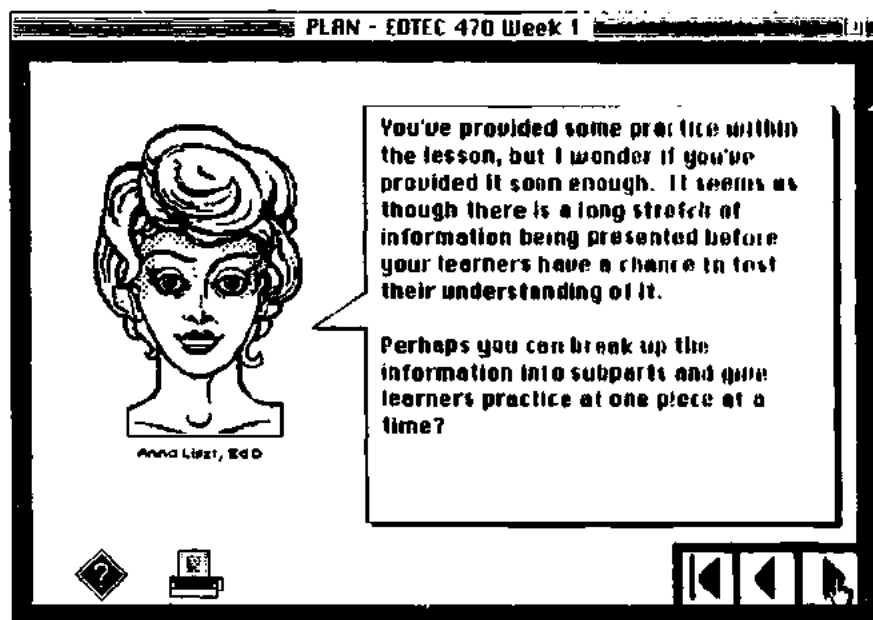 PLAN - EDTEC 470 Week 1
You've provided some practice within
the lesson, but I wonder if you've
provided it soon enough. It seems as
though there is a long stretch of
information being presented before
your learners have a chance to test
their understanding of it.
Perhaps you can break up the
information into subparts and give
learners practice at one piece at a
time?
Anna Liszt, EdD
?